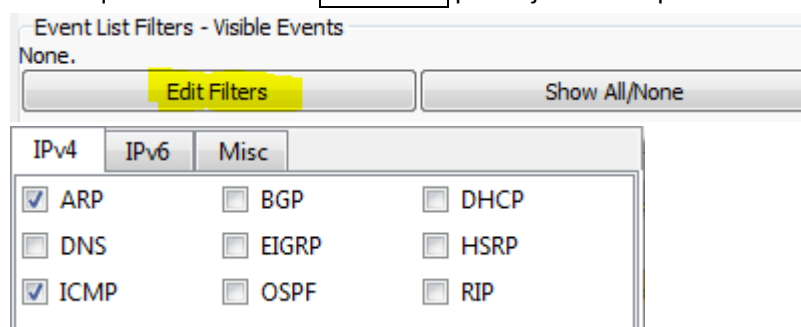 Event List Filters - Visible Events
None.
Edit Filters Show All/None
IPv4 IPv6 Misc
ARP BGP DHCP
DNS EIGRP HSRP
ICMP OSPF RIP